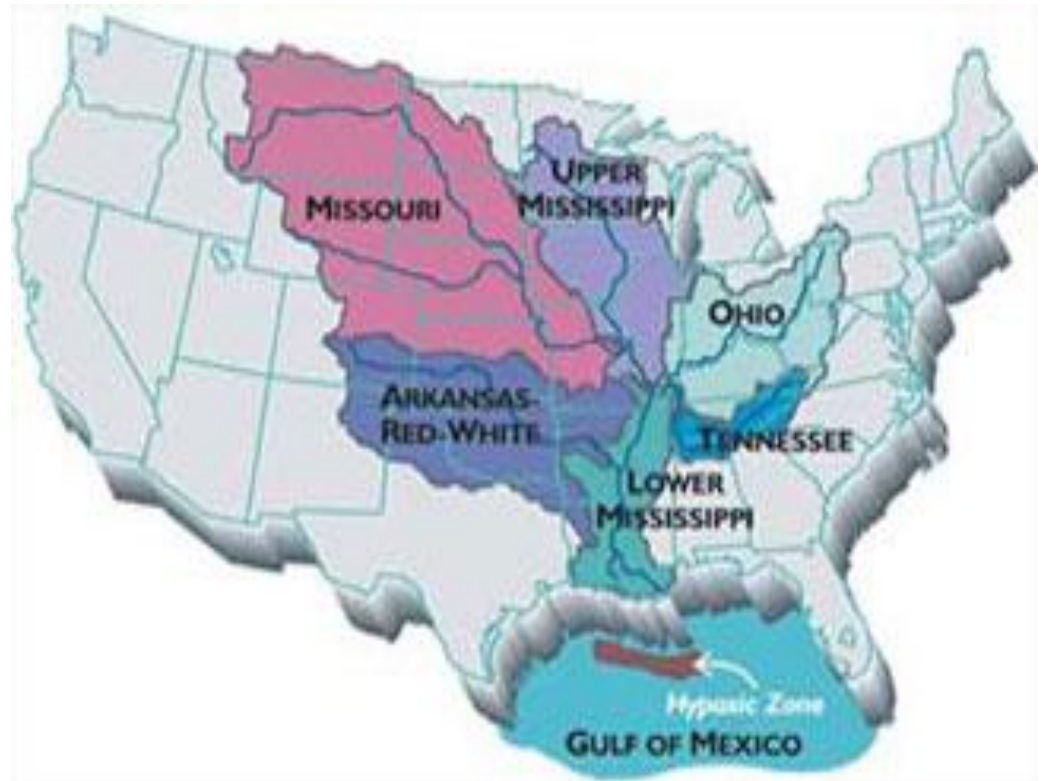 UPPER
MISSISSIPPI
MISSOURI
OHIO
ARKANSAS-
RED-WHITE
TENNESSEE
LOWER
MISSISSIPPI
Hypoxic Zone
GULF OF MEXICO